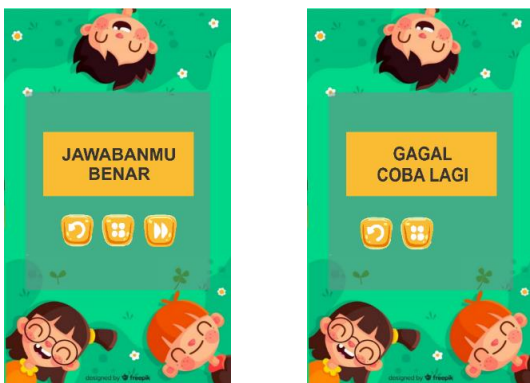 JAWABANMU
BENAR
designed by freepik
GAGAL
COBA LAGI
designed by freepik